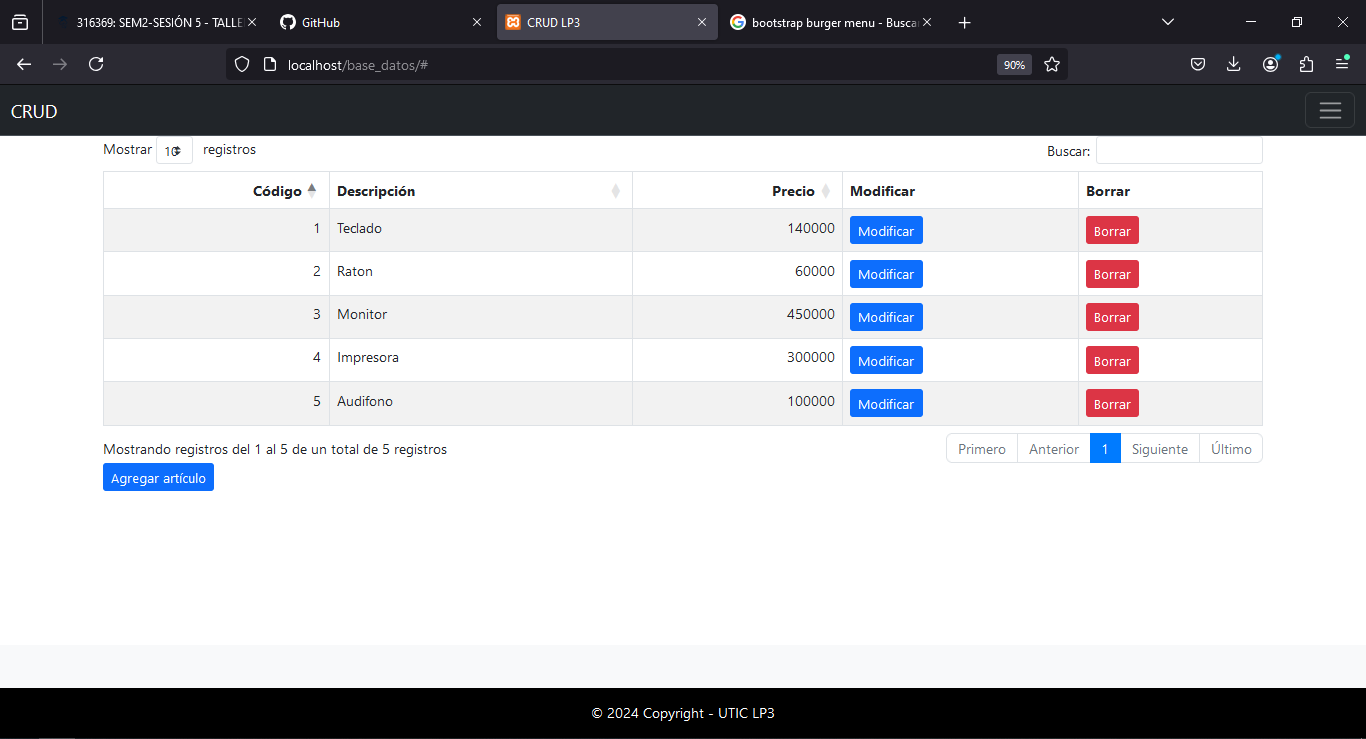 316369: SEM2-SESIÓN 5 - TALLE
GitHub
CRUD LP3
bootstrap burger menu - Busca
localhost/base_datos/#
90%
CRUD
Mostrar 10 registros
Buscar:
Código Descripción Precio Modificar Borrar
1 Teclado 140000 Modificar Borrar
2 Raton 60000 Modificar Borrar
3 Monitor 450000 Modificar Borrar
4 Impresora 300000 Modificar Borrar
5 Audifono 100000 Modificar Borrar
Mostrando registros del 1 al 5 de un total de 5 registros
Primero Anterior 1 Siguiente Último
Agregar artículo
© 2024 Copyright - UTIC LP3